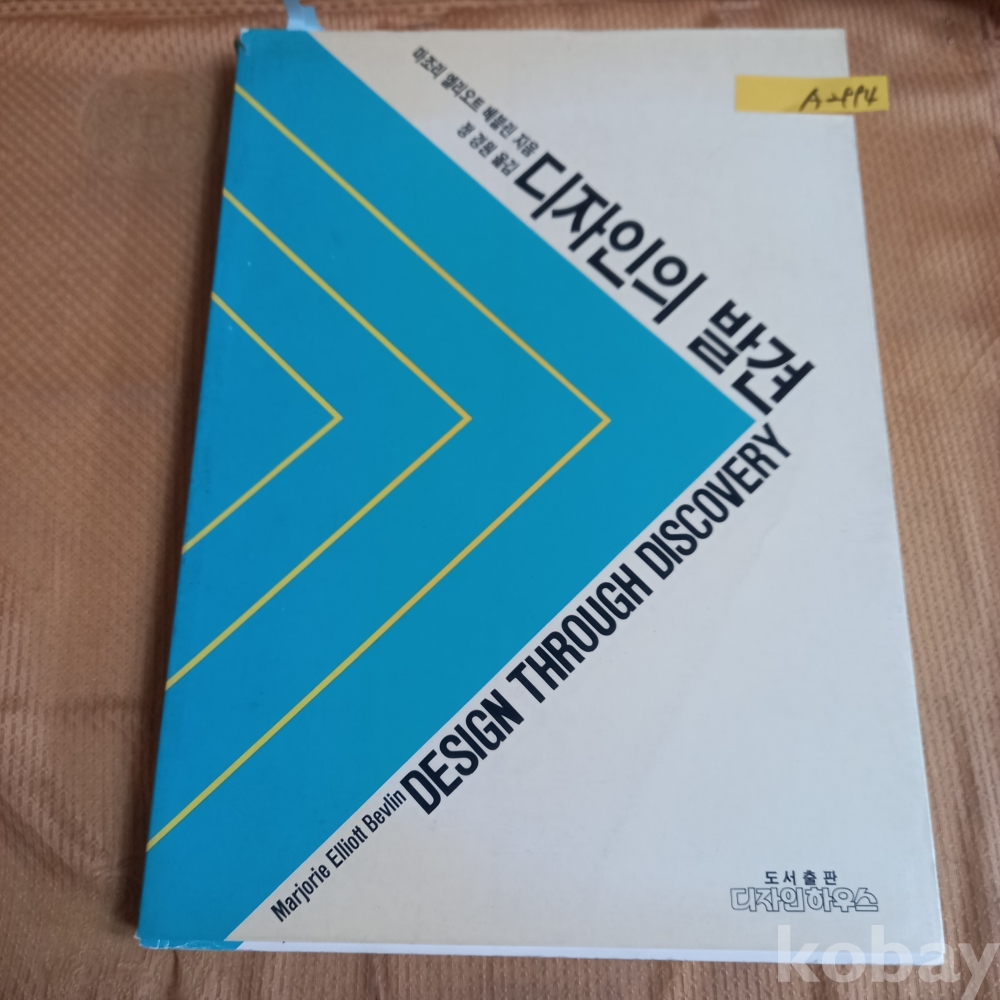 마조리 엘리오트 베블린 지음
정 경원 옮김
디자인의 발견
A2994
DESIGN THROUGH DISCOVERY
Marjorie Elliott Bevlin
도서출판
디자인하우스
kobay